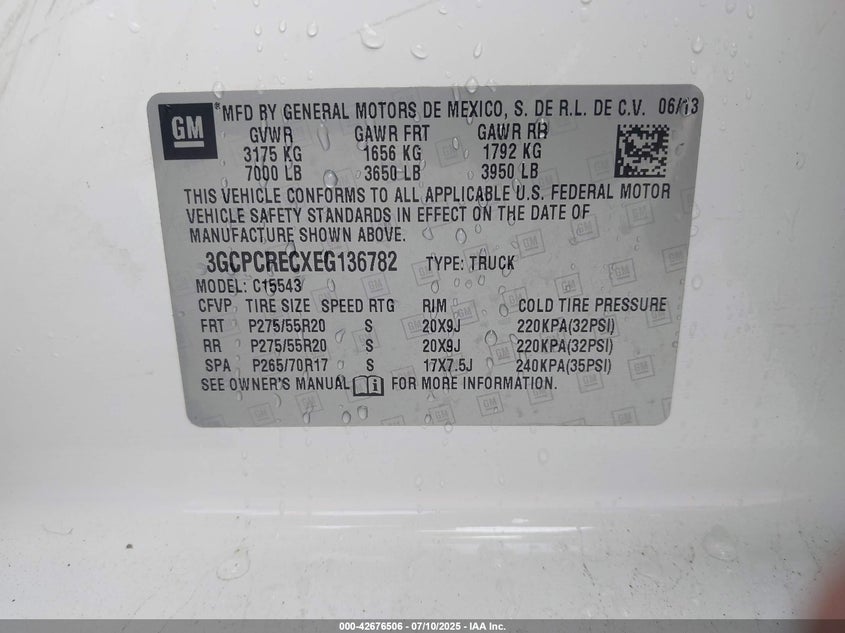 GM
MFD BY GENERAL MOTORS DE MEXICO, S. DE R.L. DE C.V. 06/13
GVWR GAWR FRT GAWR RR
3175 KG 1656 KG 1792 KG
7000 LB 3650 LB 3950 LB
THIS VEHICLE CONFORMS TO ALL APPLICABLE U.S. FEDERAL MOTOR
VEHICLE SAFETY STANDARDS IN EFFECT ON THE DATE OF
MANUFACTURE SHOWN ABOVE.
3GCPCRECXEG136782 TYPE: TRUCK
MODEL: C15543
CFVP TIRE SIZE SPEED RTG RIM COLD TIRE PRESSURE
FRT P275/55R20 S 20X9J 220KPA(32PSI)
RR P275/55R20 S 20X9J 220KPA(32PSI)
SPA P265/70R17 S 17X7.5J 240KPA(35PSI)
SEE OWNER'S MANUAL FOR MORE INFORMATION.
000-42676506 - 07/10/2025 - IAA Inc.